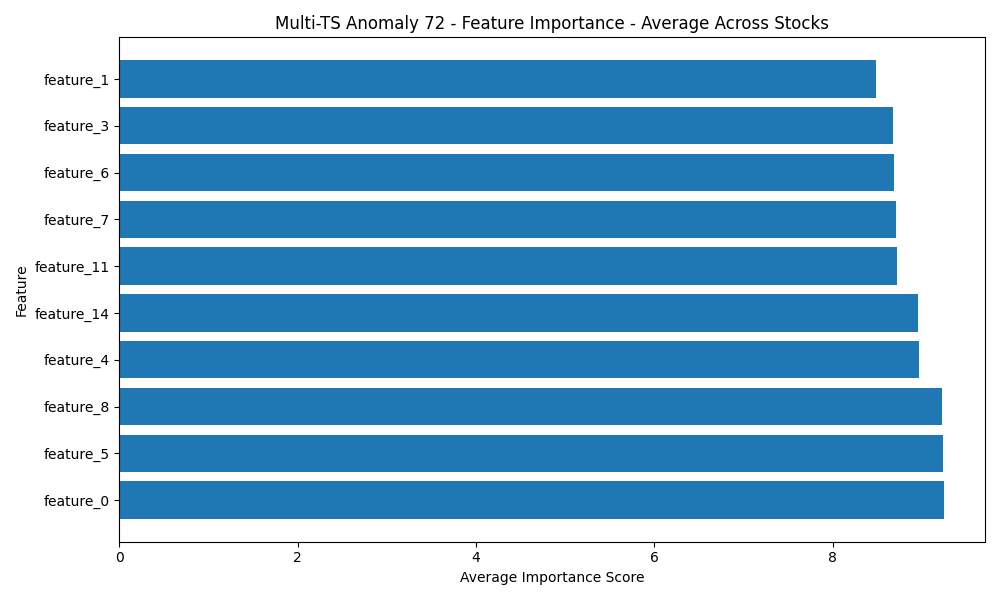 Multi-TS Anomaly 72 - Feature Importance - Average Across Stocks
Feature
feature_1
feature_3
feature_6
feature_7
feature_11
feature_14
feature_4
feature_8
feature_5
feature_0
0 2 4 6 8
Average Importance Score